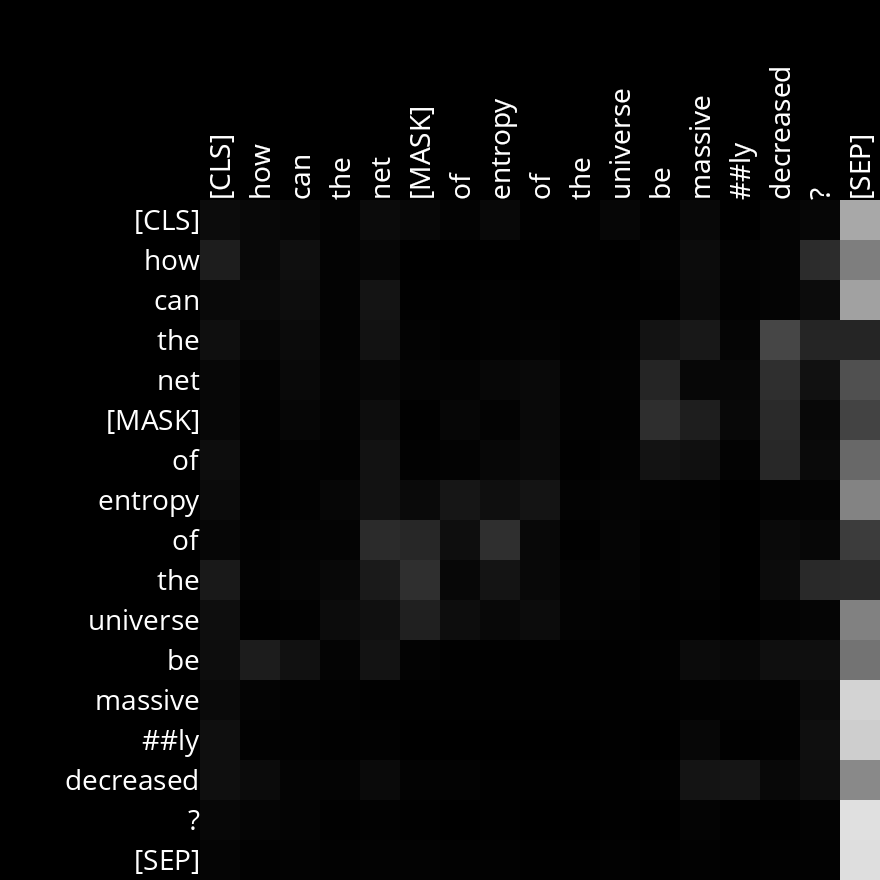 [CLS] how can the net [MASK] of entropy of the universe be massive ##ly decreased ? [SEP]
[CLS]
how
can
the
net
[MASK]
of
entropy
of
the
universe
be
massive
##ly
decreased
?
[SEP]